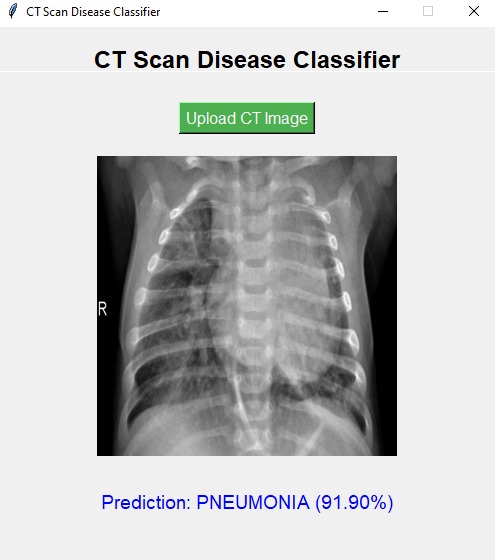 CT Scan Disease Classifier
CT Scan Disease Classifier
Upload CT Image
R
Prediction: PNEUMONIA (91.90%)